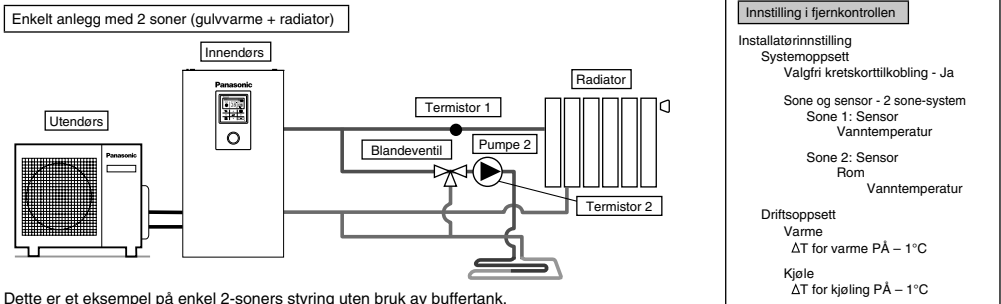 Enkelt anlegg med 2 soner (gulvvarme + radiator)
Innendørs
Panasonic
Utendørs
Panasonic
Termistor 1
Radiator
Blandeventil
Pumpe 2
Termistor 2
Dette er et eksempel på enkel 2-soners styring uten bruk av buffertank.
Innstilling i fjernkontrollen
Installatørinnstilling
Systemoppsett
Valgfri kretskorttilkobling - Ja
Sone og sensor - 2 sone-system
Sone 1: Sensor
Vanntemperatur
Sone 2: Sensor
Rom
Vanntemperatur
Driftsoppsett
Varme
ΔT for varme PÅ – 1°C
Kjøle
ΔT for kjøling PÅ – 1°C